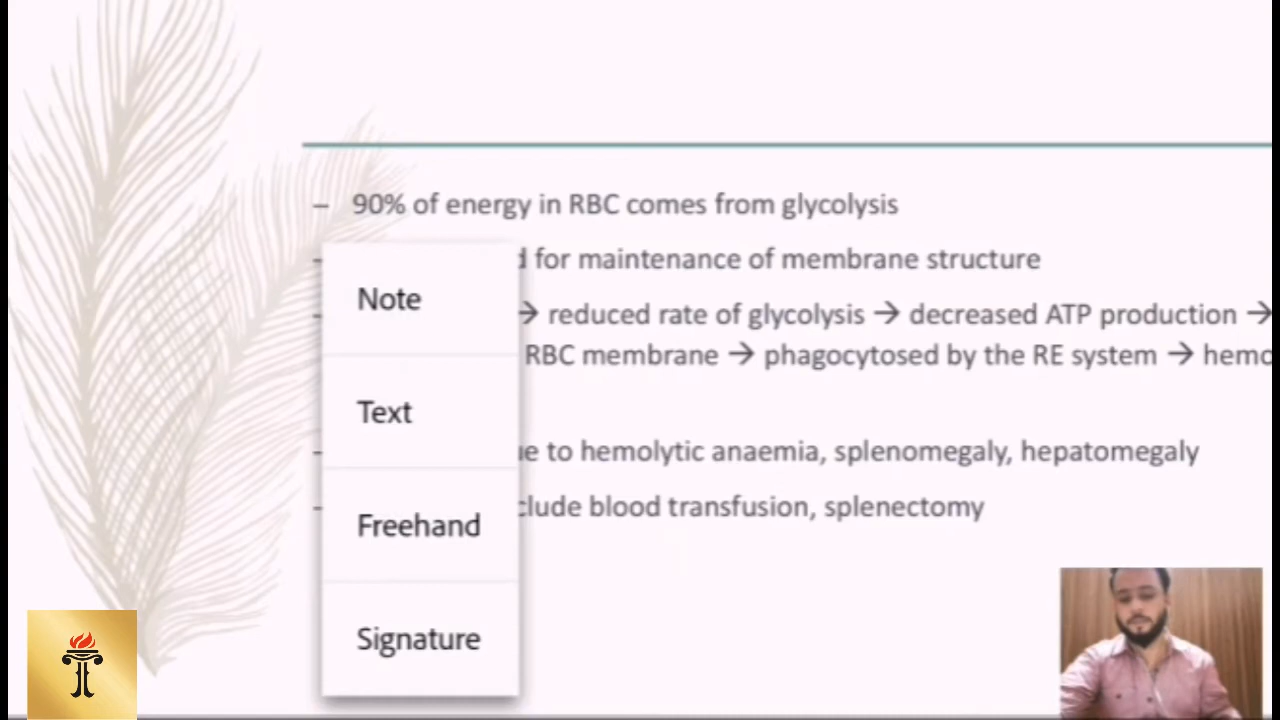 – 90% of energy in RBC comes from glycolysis
for maintenance of membrane structure
→ reduced rate of glycolysis → decreased ATP production →
RBC membrane → phagocytosed by the RE system →
to hemolytic anaemia, splenomegaly, hepatomegaly
blood transfusion, splenectomy
Note
Text
Freehand
Signature